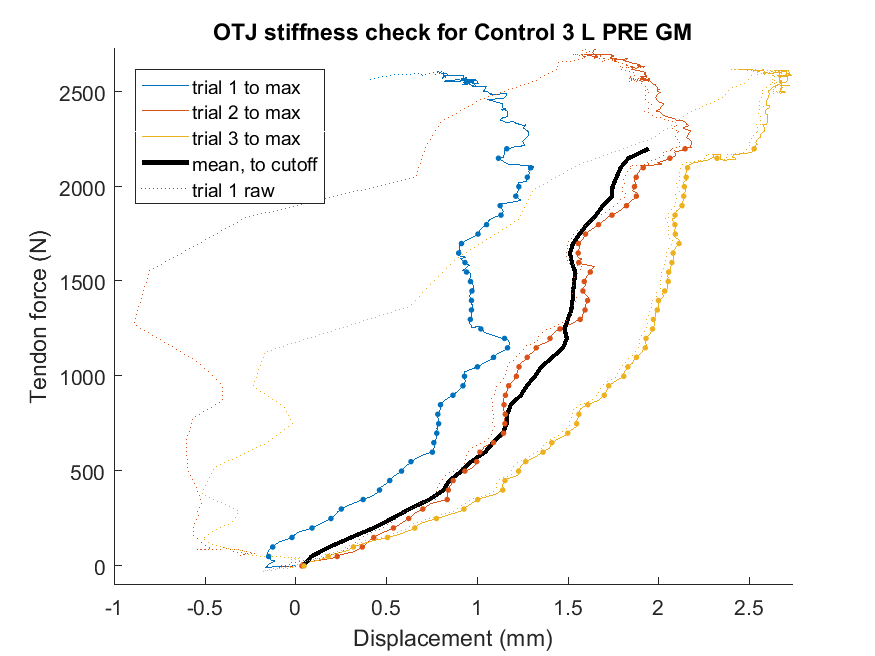 OTJ stiffness check for Control 3 L PRE GM
trial 1 to max
trial 2 to max
trial 3 to max
mean, to cutoff
trial 1 raw
Tendon force (N)
2500
2000
1500
1000
500
0
-1 -0.5 0 0.5 1 1.5 2 2.5
Displacement (mm)